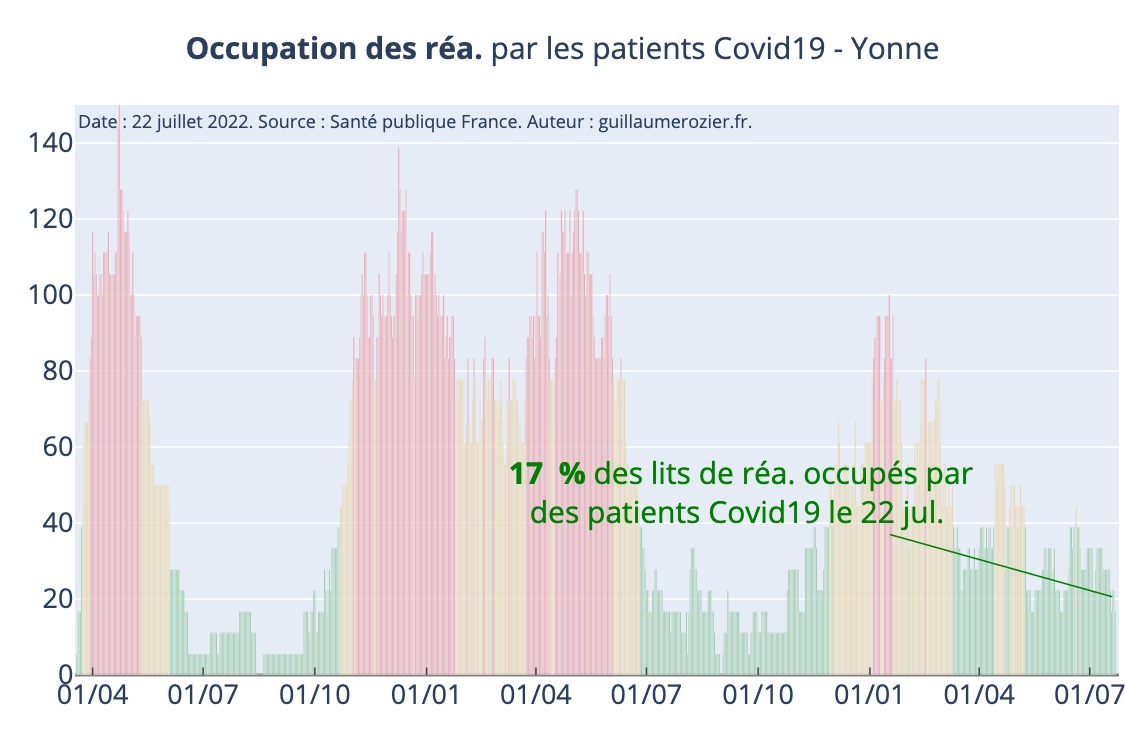 Occupation des réa. par les patients Covid19 - Yonne
Date : 22 juillet 2022. Source : Santé publique France. Auteur : guillaumerozier.fr.
140
120
100
80
60
40
20
0
17 % des lits de réa. occupés par
des patients Covid19 le 22 jul.
01/04 01/07 01/10 01/01 01/04 01/07 01/10 01/01 01/04 01/07